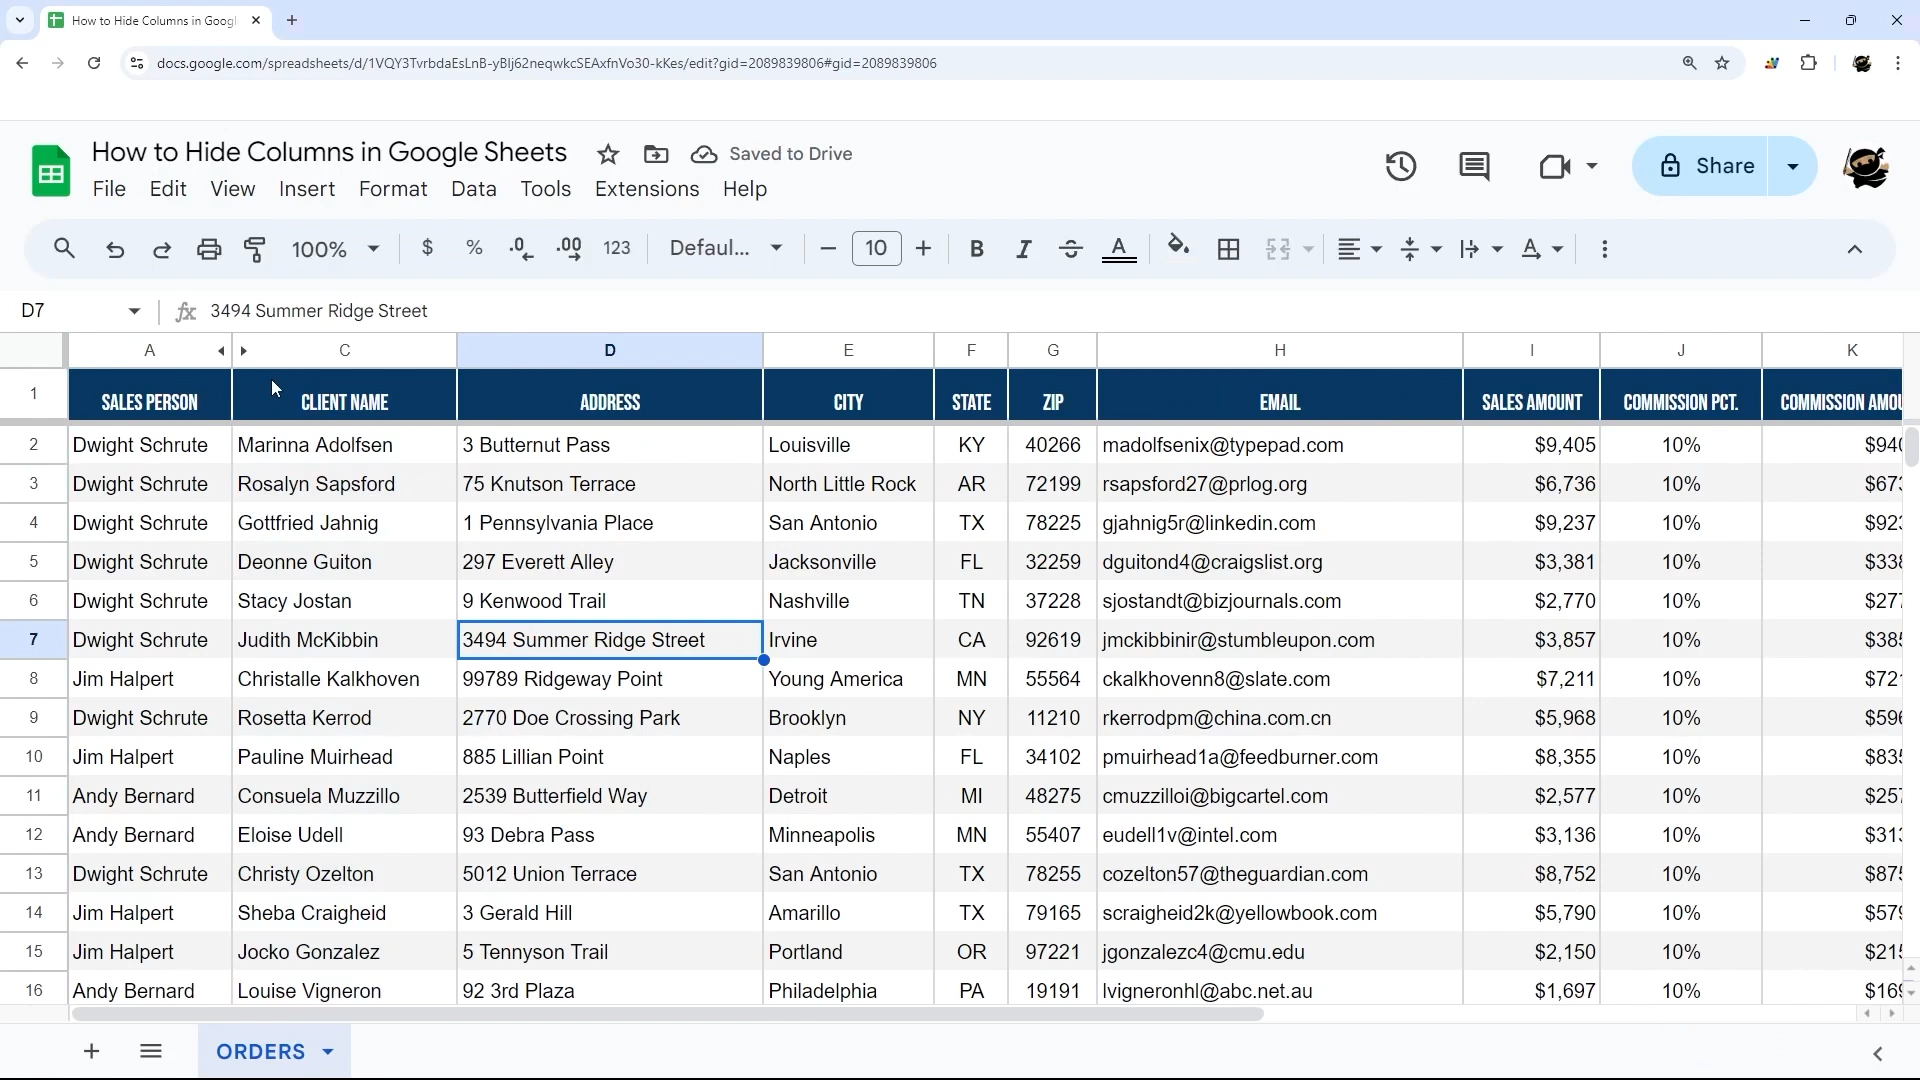 How to Hide Columns in Googl
docs.google.com/spreadsheets/d/1VQY3TvrbdaEsLnB-yBlj62neqwkcSEAxfnVo30-kKes/edit?gid=2089839806#gid=2089839806
How to Hide Columns in Google Sheets Saved to Drive
File Edit View Insert Format Data Tools Extensions Help
Share
100% $ % .0 .00 123 Defaul... 10 B I S A
D7 fx 3494 Summer Ridge Street
A C D E F G H I J K
1 SALES PERSON CLIENT NAME ADDRESS CITY STATE ZIP EMAIL SALES AMOUNT COMMISSION PCT. COMMISSION AMOU
2 Dwight Schrute Marinna Adolfsen 3 Butternut Pass Louisville KY 40266 madolfsenix@typepad.com $9,405 10% $940
3 Dwight Schrute Rosalyn Sapsford 75 Knutson Terrace North Little Rock AR 72199 rsapsford27@prlog.org $6,736 10% $673
4 Dwight Schrute Gottfried Jahnig 1 Pennsylvania Place San Antonio TX 78225 gjahnig5r@linkedin.com $9,237 10% $923
5 Dwight Schrute Deonne Guiton 297 Everett Alley Jacksonville FL 32259 dguitond4@craigslist.org $3,381 10% $338
6 Dwight Schrute Stacy Jostan 9 Kenwood Trail Nashville TN 37228 sjostandt@bizjournals.com $2,770 10% $277
7 Dwight Schrute Judith McKibbin 3494 Summer Ridge Street Irvine CA 92619 jmckibbinir@stumbleupon.com $3,857 10% $385
8 Jim Halpert Christalle Kalkhoven 99789 Ridgeway Point Young America MN 55564 ckalkhovenn8@slate.com $7,211 10% $721
9 Dwight Schrute Rosetta Kerrod 2770 Doe Crossing Park Brooklyn NY 11210 rkerrodpm@china.com.cn $5,968 10% $596
10 Jim Halpert Pauline Muirhead 885 Lillian Point Naples FL 34102 pmuirhead1a@feedburner.com $8,355 10% $835
11 Andy Bernard Consuela Muzzillo 2539 Butterfield Way Detroit MI 48275 cmuzzilloi@bigcartel.com $2,577 10% $257
12 Andy Bernard Eloise Udell 93 Debra Pass Minneapolis MN 55407 eudell1v@intel.com $3,136 10% $313
13 Dwight Schrute Christy Ozelton 5012 Union Terrace San Antonio TX 78255 cozelton57@theguardian.com $8,752 10% $875
14 Jim Halpert Sheba Craigheid 3 Gerald Hill Amarillo TX 79165 scraigheid2k@yellowbook.com $5,790 10% $579
15 Jim Halpert Jocko Gonzalez 5 Tennyson Trail Portland OR 97221 jgonzalezc4@cmu.edu $2,150 10% $215
16 Andy Bernard Louise Vigneron 92 3rd Plaza Philadelphia PA 19191 lvigneronhl@abc.net.au $1,697 10% $169
ORDERS